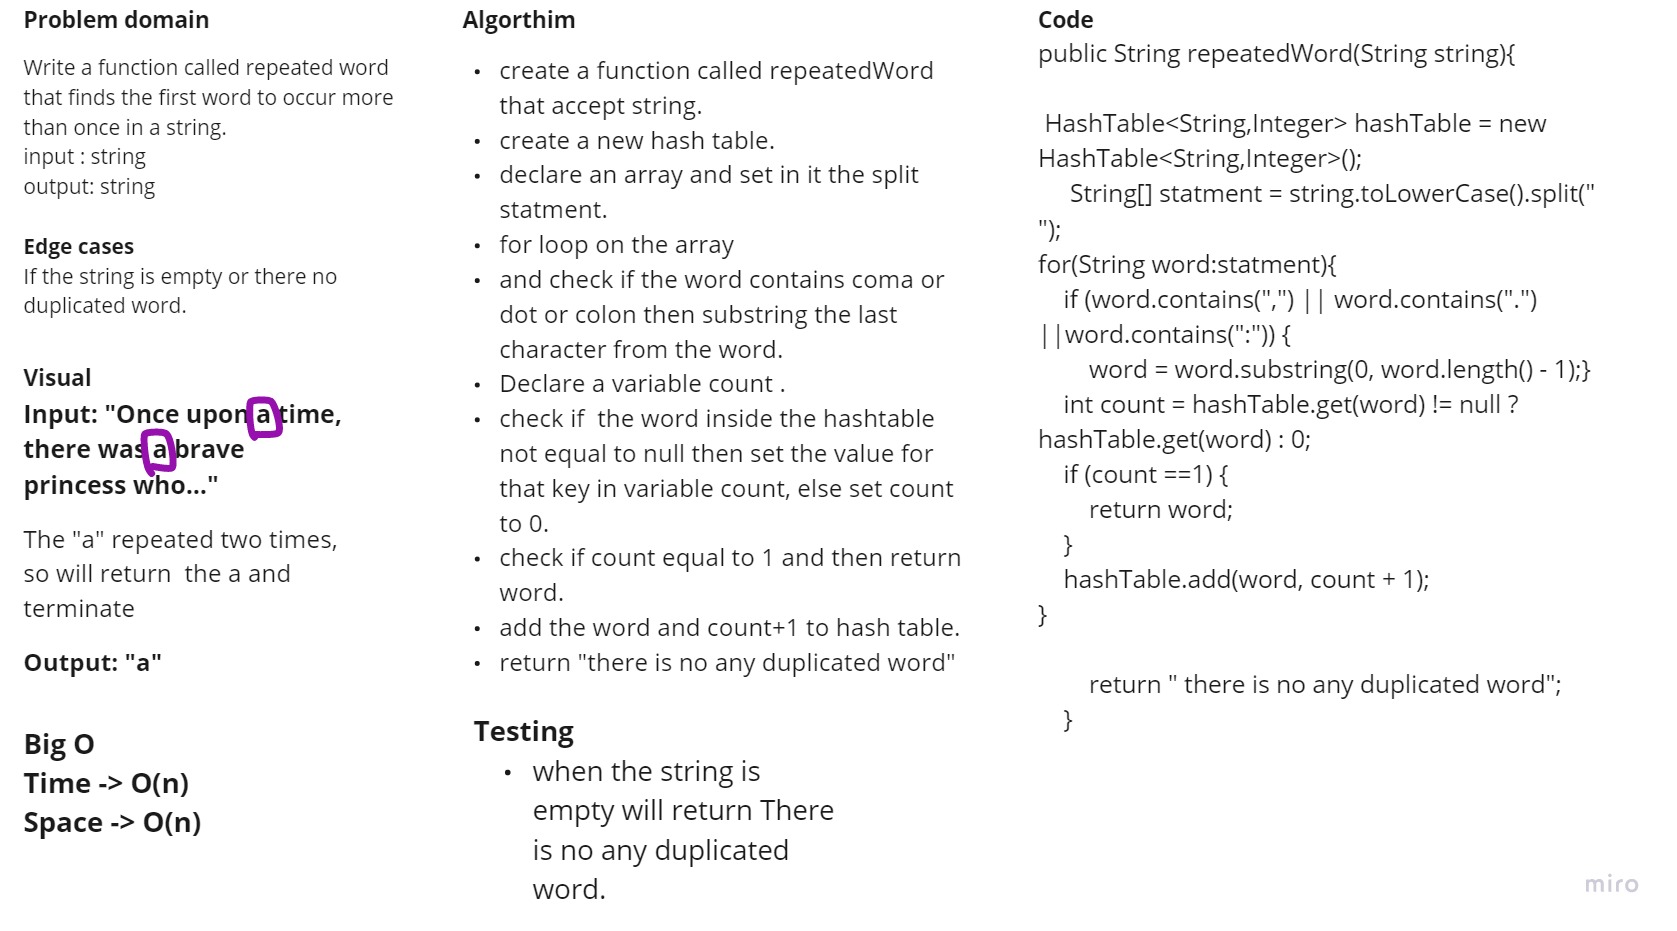 Problem domain
Write a function called repeated word
that finds the first word to occur more
than once in a string.
input : string
output: string
Edge cases
If the string is empty or there no
duplicated word.
Visual
Input: "Once upon a time,
there was a brave
princess who..."
The "a" repeated two times,
so will return  the a and
terminate
Output: "a"
Big O
Time -> O(n)
Space -> O(n)
Algorthim
• create a function called repeatedWord
that accept string.
• create a new hash table.
• declare an array and set in it the split
statment.
• for loop on the array
• and check if the word contains coma or
dot or colon then substring the last
character from the word.
• Declare a variable count .
• check if  the word inside the hashtable
not equal to null then set the value for
that key in variable count, else set count
to 0.
• check if count equal to 1 and then return
word.
• add the word and count+1 to hash table.
• return "there is no any duplicated word"
Testing
• when the string is
empty will return There
is no any duplicated
word.
Code
public String repeatedWord(String string){
HashTable<String,Integer> hashTable = new
HashTable<String,Integer>();
String[] statment = string.toLowerCase().split("
");
for(String word:statment){
if (word.contains(",") || word.contains(".")
||word.contains(":")) {
word = word.substring(0, word.length() - 1);}
int count = hashTable.get(word) != null ?
hashTable.get(word) : 0;
if (count ==1) {
return word;
}
hashTable.add(word, count + 1);
}
return " there is no any duplicated word";
}
miro